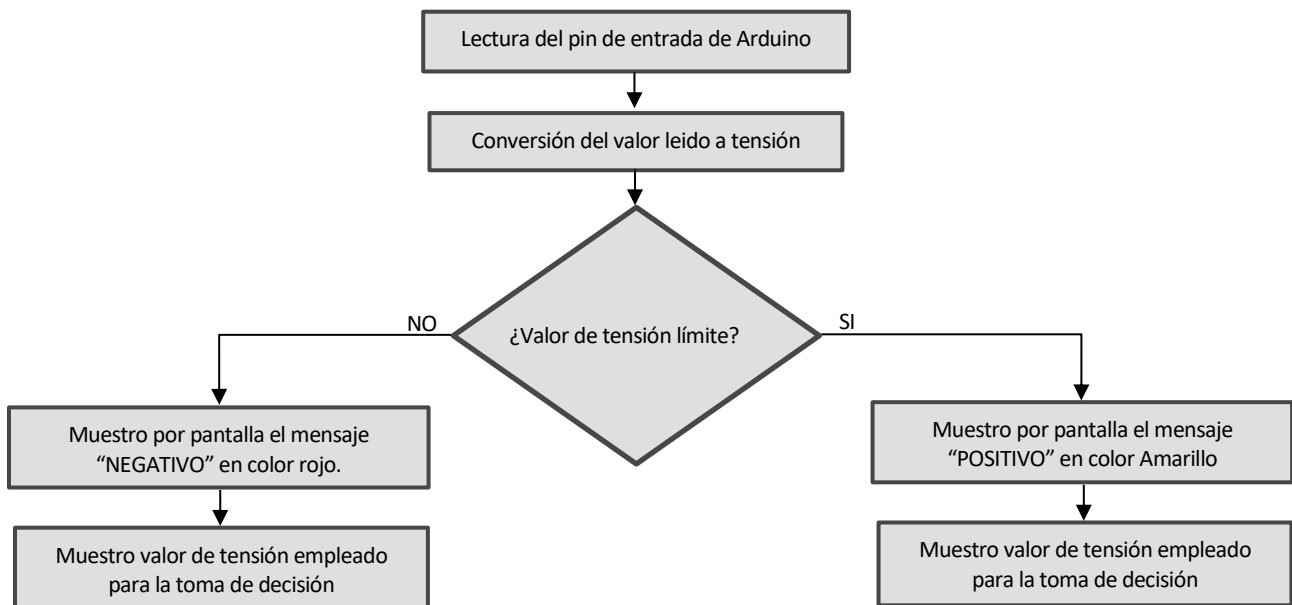 Lectura del pin de entrada de Arduino
Conversión del valor leido a tensión
¿Valor de tensión límite?
NO
SI
Muestro por pantalla el mensaje
“NEGATIVO” en color rojo.
Muestro valor de tensión empleado
para la toma de decisión
Muestro por pantalla el mensaje
“POSITIVO” en color Amarillo
Muestro valor de tensión empleado
para la toma de decisión